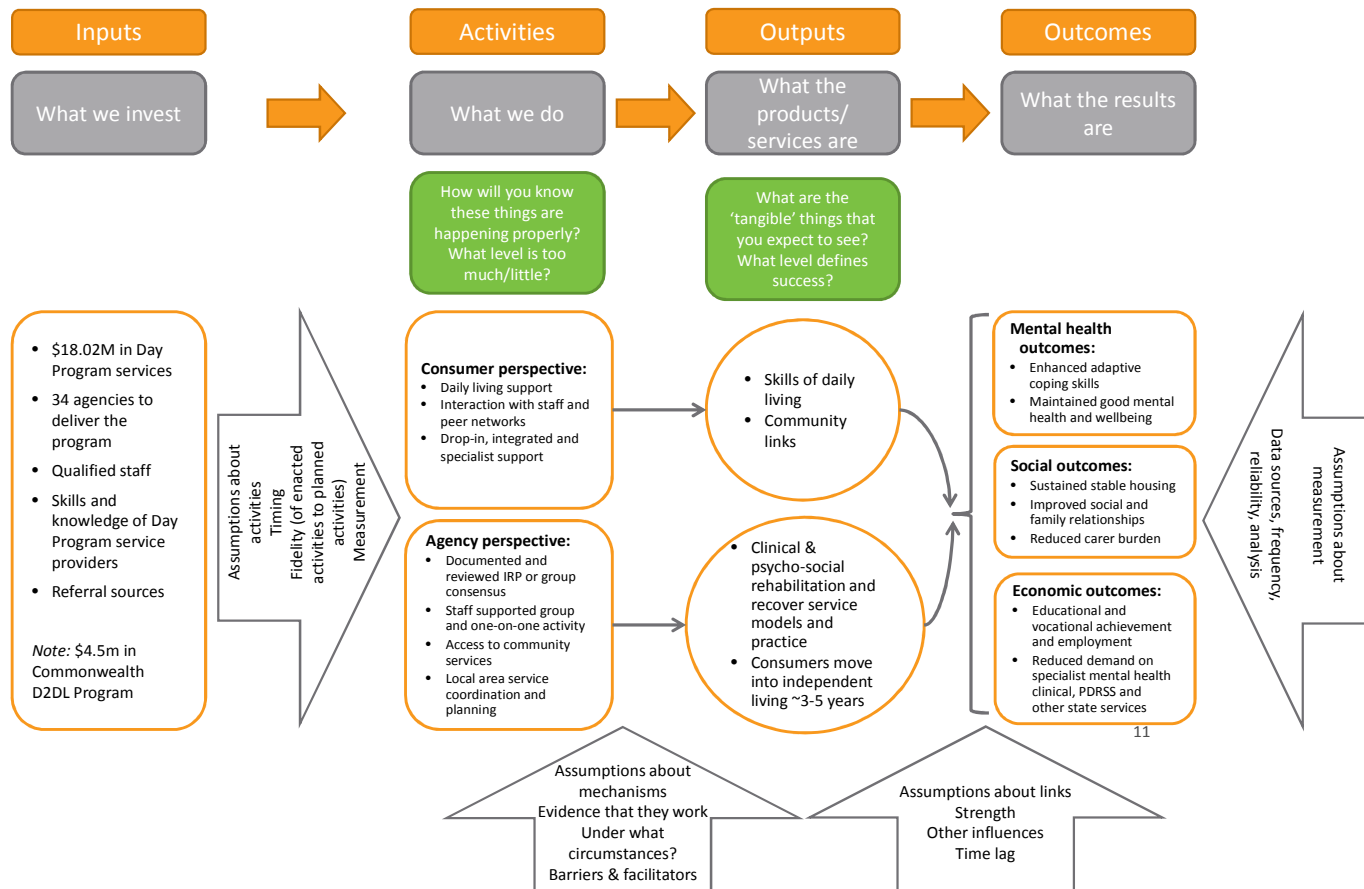 Inputs
Activities
Outputs
Outcomes
What we invest
What we do
What the
products/
services are
What the results
are
How will you know
these things are
happening properly?
What level is too
much/little?
What are the
‘tangible’ things that
you expect to see?
What level defines
success?
• $18.02M in Day
Program services
• 34 agencies to
deliver the
program
• Qualified staff
• Skills and
knowledge of Day
Program service
providers
• Referral sources
Note: $4.5m in
Commonwealth
D2DL Program
Assumptions about
activities
Timing
Fidelity (of enacted
activities to planned
activities)
Measurement
Consumer perspective:
• Daily living support
• Interaction with staff and
peer networks
• Drop-in, integrated and
specialist support
Agency perspective:
• Documented and
reviewed IRP or group
consensus
• Staff supported group
and one-on-one activity
• Access to community
services
• Local area service
coordination and
planning
• Skills of daily
living
• Community
links
• Clinical &
psycho-social
rehabilitation and
recover service
models and
practice
• Consumers move
into independent
living ~3-5 years
Mental health
outcomes:
• Enhanced adaptive
coping skills
• Maintained good mental
health and wellbeing
Social outcomes:
• Sustained stable housing
• Improved social and
family relationships
• Reduced carer burden
Economic outcomes:
• Educational and
vocational achievement
and employment
• Reduced demand on
specialist mental health
clinical, PDRSS and
other state services
Assumptions about
measurement
Data sources, frequency,
reliability, analysis
11
Assumptions about
mechanisms
Evidence that they work
Under what
circumstances?
Barriers & facilitators
Assumptions about links
Strength
Other influences
Time lag